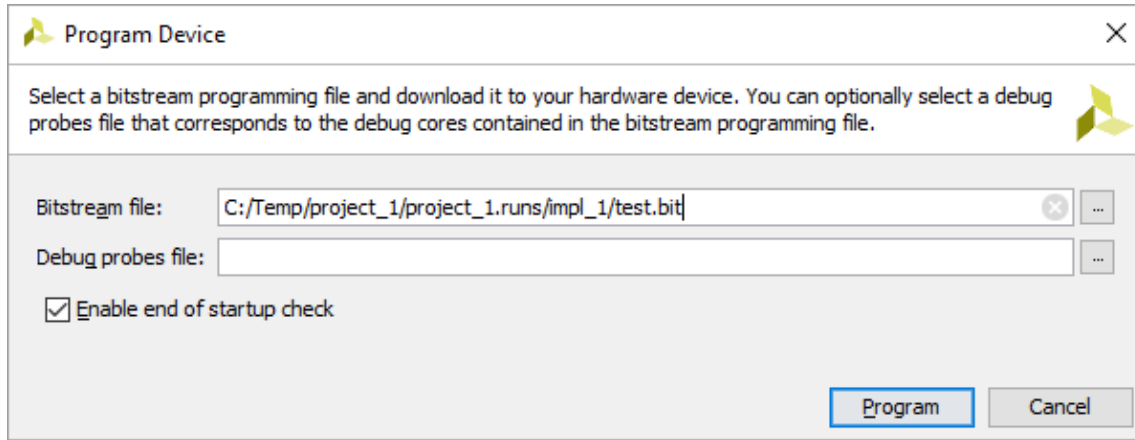 Program Device
Select a bitstream programming file and download it to your hardware device. You can optionally select a debug
probes file that corresponds to the debug cores contained in the bitstream programming file.
Bitstream file: C:/Temp/project_1/project_1.runs/impl_1/test.bit ...
Debug probes file: ...
Enable end of startup check
Program Cancel